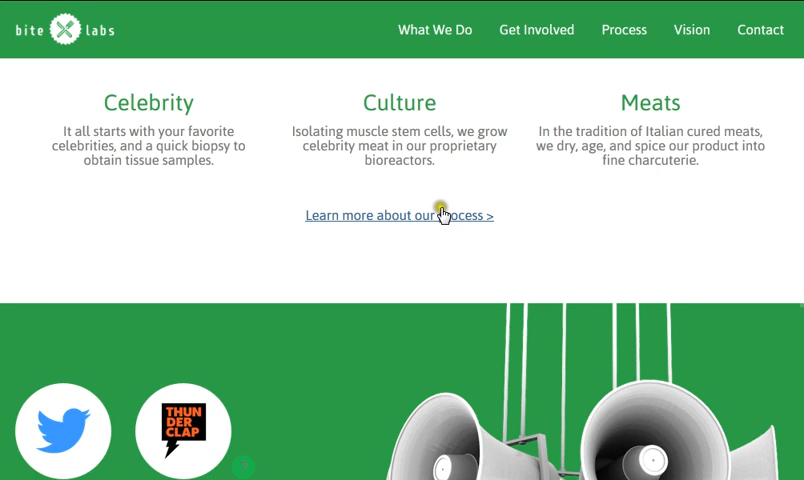 bite labs
What We Do Get Involved Process Vision Contact
Celebrity
It all starts with your favorite
celebrities, and a quick biopsy to
obtain tissue samples.
Culture
Isolating muscle stem cells, we grow
celebrity meat in our proprietary
bioreactors.
Meats
In the tradition of Italian cured meats,
we dry, age, and spice our product into
fine charcuterie.
Learn more about our process >
THUN
DER
CLAP